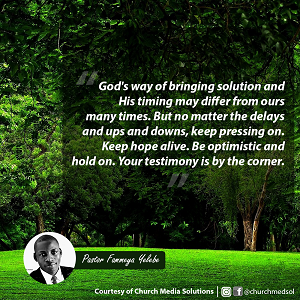 God's way of bringing solution and
His timing may differ from ours
many times. But no matter the delays
and ups and downs, keep pressing on.
Keep hope alive. Be optimistic and
hold on. Your testimony is by the corner.
Pastor Fammeya Yelebe
Courtesy of Church Media Solutions | @churchmedsol